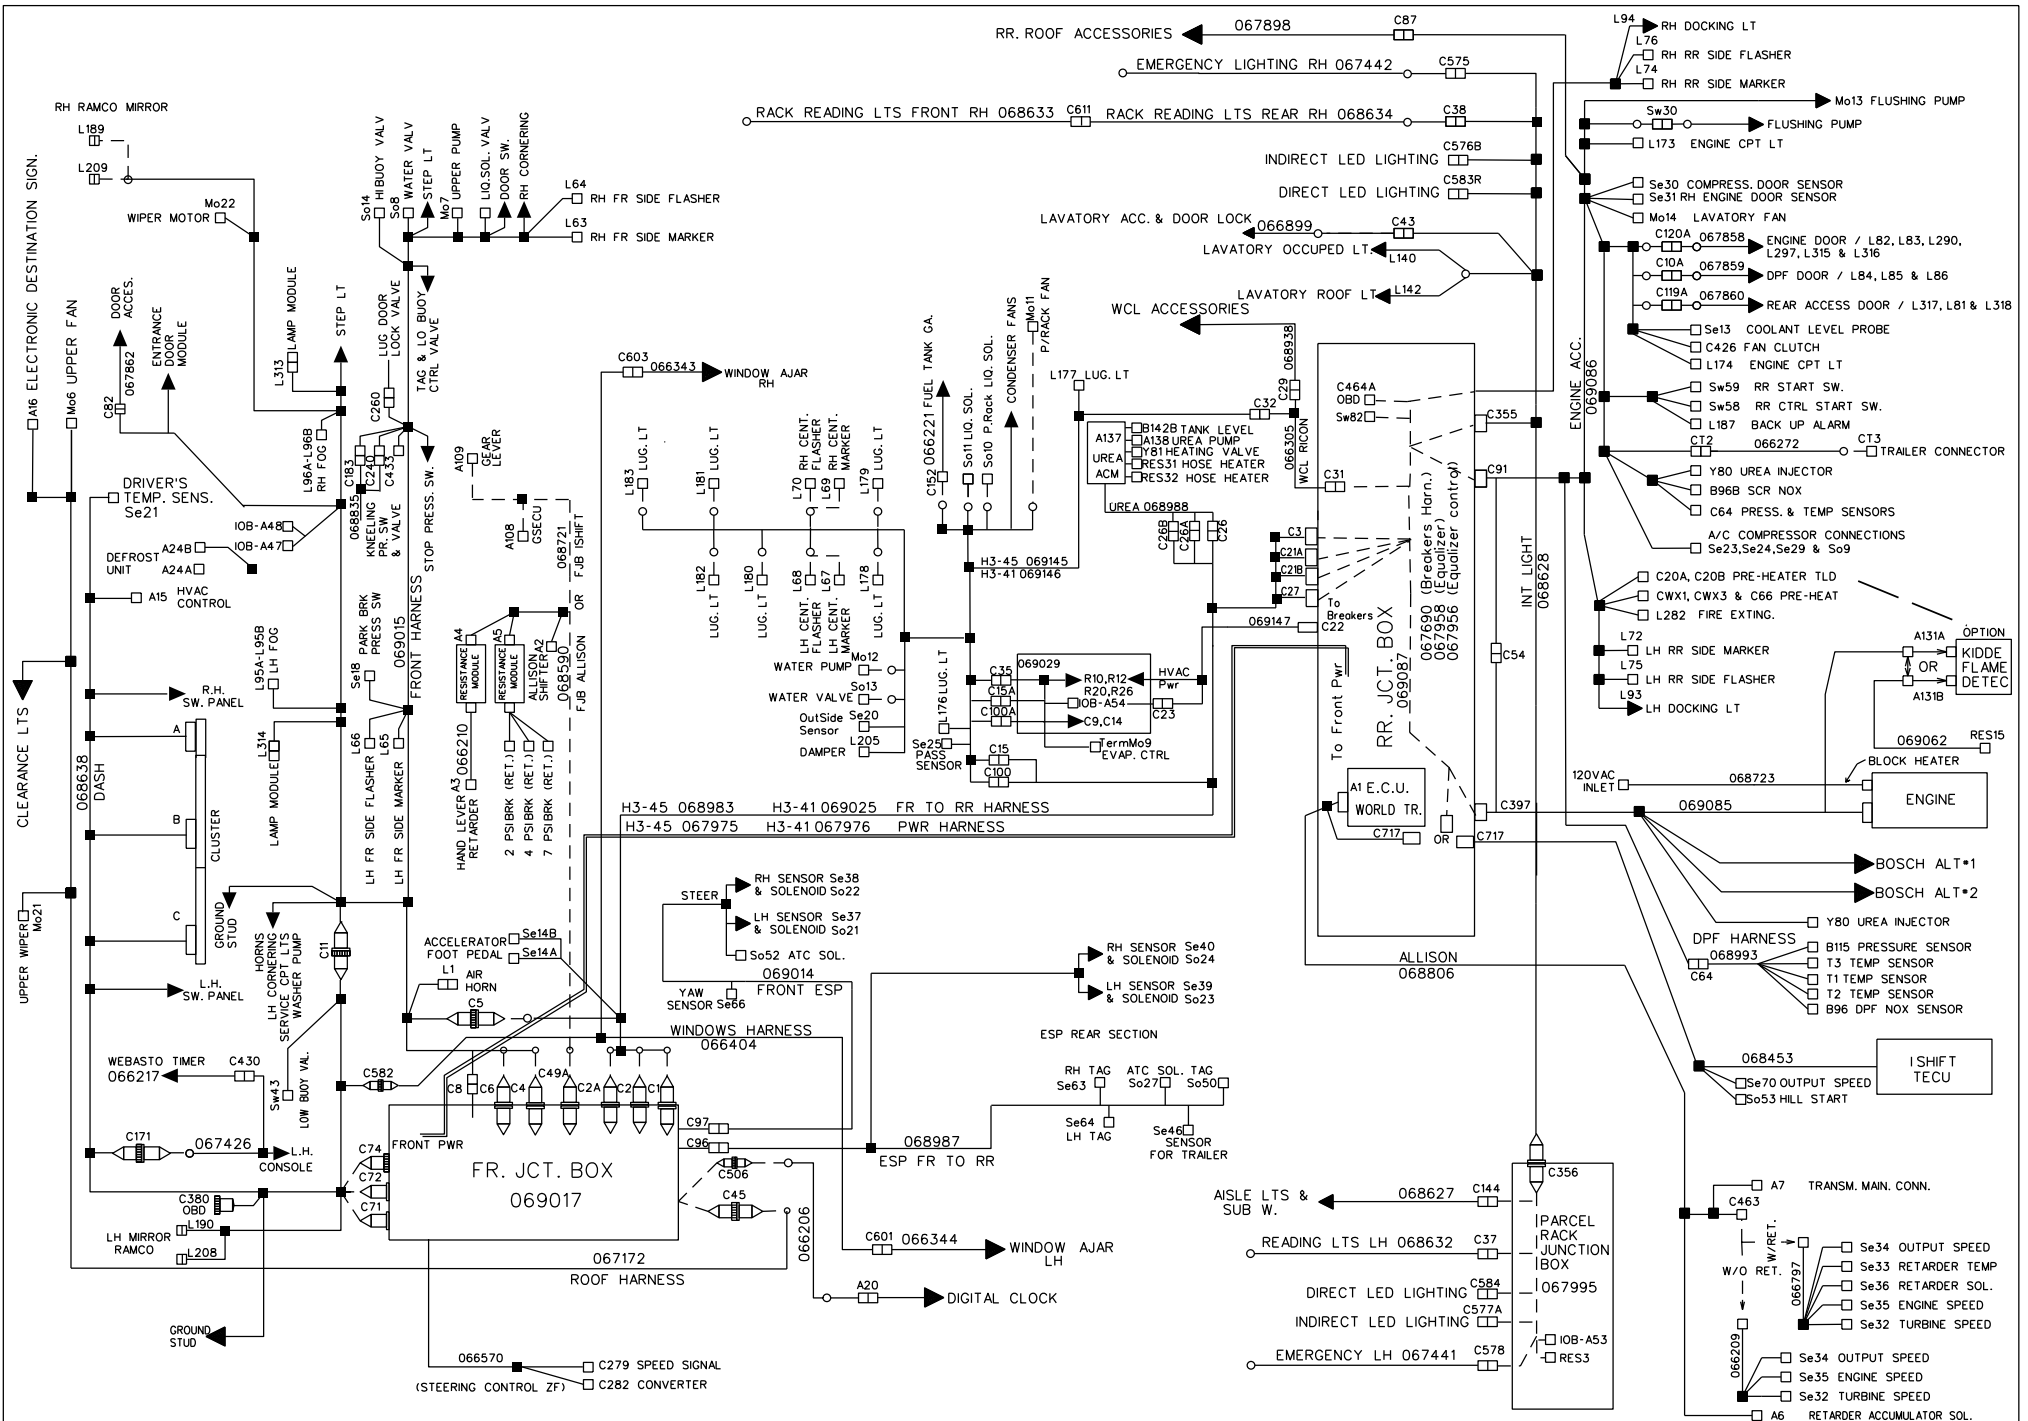 RR. ROOF ACCESSORIES
067898
C87
EMERGENCY LIGHTING RH 067442
C575
RACK READING LTS FRONT RH 068633
C611
RACK READING LTS REAR RH 068634
C38
INDIRECT LED LIGHTING
C576B
DIRECT LED LIGHTING
C583R
LAVATORY ACC. & DOOR LOCK
066899
C43
LAVATORY OCCUPED LT.
L140
LAVATORY ROOF LT
L142
WCL ACCESSORIES
L94
RH DOCKING LT
L76
RH RR SIDE FLASHER
L74
RH RR SIDE MARKER
Mo13 FLUSHING PUMP
Sw30
FLUSHING PUMP
L173 ENGINE CPT LT
Se30 COMPRESS. DOOR SENSOR
Se31 RH ENGINE DOOR SENSOR
Mo14 LAVATORY FAN
C120A
067858
ENGINE DOOR / L82, L83, L290,
L297, L315 & L316
C10A
067859
DPF DOOR / L84, L85 & L86
C119A
067860
REAR ACCESS DOOR / L317, L81 & L318
Se13 COOLANT LEVEL PROBE
C426 FAN CLUTCH
L174 ENGINE CPT LT
Sw59 RR START SW.
Sw58 RR CTRL START SW.
L187 BACK UP ALARM
CT2
066272
CT3
TRAILER CONNECTOR
Y80 UREA INJECTOR
B96B SCR NOX
C64 PRESS. & TEMP SENSORS
A/C COMPRESSOR CONNECTIONS
Se23,Se24,Se29 & So9
C20A, C20B PRE-HEATER TLD
CWX1, CWX3 & C66 PRE-HEAT
L282 FIRE EXTING.
L72
LH RR SIDE MARKER
L75
LH RR SIDE FLASHER
L93
LH DOCKING LT
ENGINE ACC.
069086
INT LIGHT
068628
OPTION
A131A
KIDDE
FLAME
DETEC
OR
A131B
069062
RES15
BLOCK HEATER
120VAC
INLET
068723
ENGINE
069085
BOSCH ALT•1
BOSCH ALT•2
Y80 UREA INJECTOR
DPF HARNESS
068993
C64
B115 PRESSURE SENSOR
T3 TEMP SENSOR
T1 TEMP SENSOR
T2 TEMP SENSOR
B96 DPF NOX SENSOR
068453
I SHIFT
TECU
Se70 OUTPUT SPEED
So53 HILL START
A7 TRANSM. MAIN. CONN.
C463
W/RET.
W/O RET.
066797
Se34 OUTPUT SPEED
Se33 RETARDER TEMP
Se36 RETARDER SOL.
Se35 ENGINE SPEED
Se32 TURBINE SPEED
066209
Se34 OUTPUT SPEED
Se35 ENGINE SPEED
Se32 TURBINE SPEED
A6 RETARDER ACCUMULATOR SOL.
RH RAMCO MIRROR
L189
L209
Mo22
WIPER MOTOR
A16 ELECTRONIC DESTINATION SIGN.
Mo6 UPPER FAN
DOOR
ACCES.
C82
067862
ENTRANCE
DOOR
MODULE
L313
LAMP MODULE
STEP LT
So14
HIBUOY VALV
So8
WATER VALV
STEP LT
Mo7
UPPER PUMP
LIQ.SOL. VALV
DOOR SW.
RH CORNERING
L64
RH FR SIDE FLASHER
L63
RH FR SIDE MARKER
LUG DOOR
LOCK VALVE
C260
TAG & LO BUOY
CTRL VALVE
L96A-L96B
RH FOG
C183
C240
C433
068835
KNEELING
PR. SW
& VALVE
STOP PRESS. SW.
DRIVER'S
TEMP. SENS.
Se21
IOB-A48
IOB-A47
DEFROST
UNIT
A24B
A24A
A15
HVAC
CONTROL
CLEARANCE LTS
068638
DASH
R.H.
SW. PANEL
A
B
C
CLUSTER
L.H.
SW. PANEL
L95A-L95B
LH FOG
L314
LAMP MODULE
Se18
PARK BRK
PRESS SW
069015
FRONT HARNESS
L66
LH FR SIDE FLASHER
L65
LH FR SIDE MARKER
A109
GEAR
LEVER
A108
GSECU
068721
FJB ISHIFT
OR
068590
FJB ALLISON
A4
RESISTANCE
MODULE
A5
RESISTANCE
MODULE
ALLISON
SHIFTER
A2
A3
066210
HAND LEVER
RETARDER
2 PSIBRK (RET.)
4 PSIBRK (RET.)
7 PSIBRK (RET.)
UPPER WIPER
Mo21
GROUND
STUD
HORNS
LH CORNERING
SERVICE CPT LTS
WASHER PUMP
C11
ACCELERATOR
FOOT PEDAL
Se14B
Se14A
L1
AIR
HORN
C5
WEBASTO TIMER
066217
C430
Sw43
LOW BUOY VAL.
C582
C171
067426
L.H.
CONSOLE
C380
OBD
LH MIRROR
RAMCO
L190
L208
GROUND
STUD
C603
066343
WINDOW AJAR
RH
L183
LUG. LT
L181
LUG. LT
L70
RH CENT.
FLASHER
L69
RH CENT.
MARKER
L179
LUG. LT
L182
LUG. LT
L180
LUG. LT
L68
LH CENT.
FLASHER
L67
LH CENT.
MARKER
L178
LUG. LT
C152
066221 FUEL TANK GA.
So11 LIQ. SOL.
So10 P.Rack LIQ. SOL.
CONDENSER FANS
Mo11
P/RACK FAN
L177 LUG. LT
A137
UREA
ACM
B142B TANK LEVEL
A138 UREA PUMP
Y81 HEATING VALVE
RES31 HOSE HEATER
RES32 HOSE HEATER
UREA 068988
C26B
C26A
C26
C32
C29
068938
066305
WCL RICON
C31
H3-45 069145
H3-41 069146
Mo12
WATER PUMP
So13
WATER VALVE
OutSide
Sensor
Se20
L205
DAMPER
L176 LUG. LT
Se25
PASS
SENSOR
C35
C15A
C100A
069029
R10,R12
R20,R26
IOB-A54
C9,C14
HVAC
Pwr
C23
TermMo9
EVAP. CTRL
C15
C100
069147
C22
C3
C21A
C21B
C27
To
Breakers
C464A
OBD
Sw82
C355
C91
C54
RR. JCT. BOX
069087
067690 (Breakers Harn.)
067958 (Equalizer)
067956 (Equalizer control)
To Front Pwr
A1 E.C.U.
WORLD TR.
C717
OR
C717
C397
H3-45 068983 H3-41 069025 FR TO RR HARNESS
H3-45 067975 H3-41 067976 PWR HARNESS
STEER
RH SENSOR Se38
& SOLENOID So22
LH SENSOR Se37
& SOLENOID So21
So52 ATC SOL.
069014
FRONT ESP
YAW
SENSOR Se66
WINDOWS HARNESS
066404
RH SENSOR Se40
& SOLENOID So24
LH SENSOR Se39
& SOLENOID So23
ESP REAR SECTION
ALLISON
068806
RH TAG
Se63
ATC SOL. TAG
So27
So50
Se64
LH TAG
Se46
SENSOR
FOR TRAILER
068987
ESP FR TO RR
C8
C6
C4
C49A
C2A
C2
C1
C97
C96
FRONT PWR
C74
C72
C71
FR. JCT. BOX
069017
C506
C45
066206
067172
ROOF HARNESS
C601
066344
WINDOW AJAR
LH
A20
DIGITAL CLOCK
066570
(STEERING CONTROL ZF)
C279 SPEED SIGNAL
C282 CONVERTER
C356
AISLE LTS &
SUB W.
068627
C144
READING LTS LH 068632
C37
DIRECT LED LIGHTING
C584
INDIRECT LED LIGHTING
C577A
EMERGENCY LH 067441
C578
PARCEL
RACK
JUNCTION
BOX
067995
IOB-A53
RES3